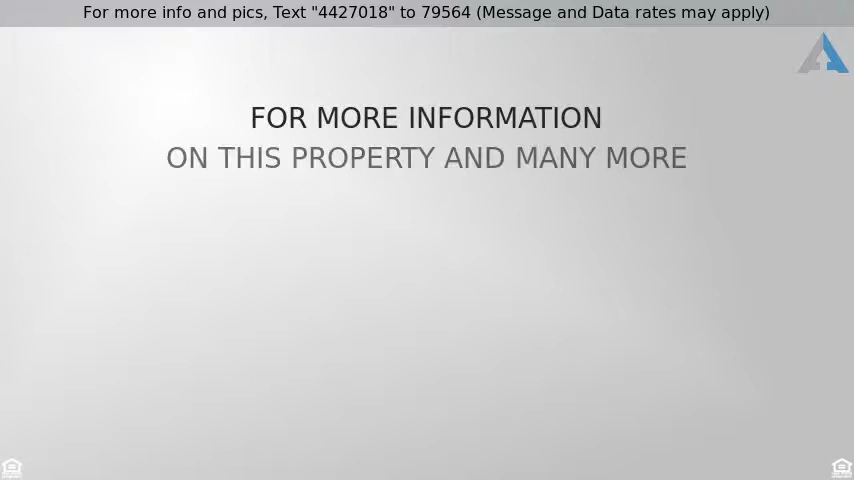 For more info and pics, Text "4427018" to 79564 (Message and Data rates may apply)
FOR MORE INFORMATION
ON THIS PROPERTY AND MANY MORE